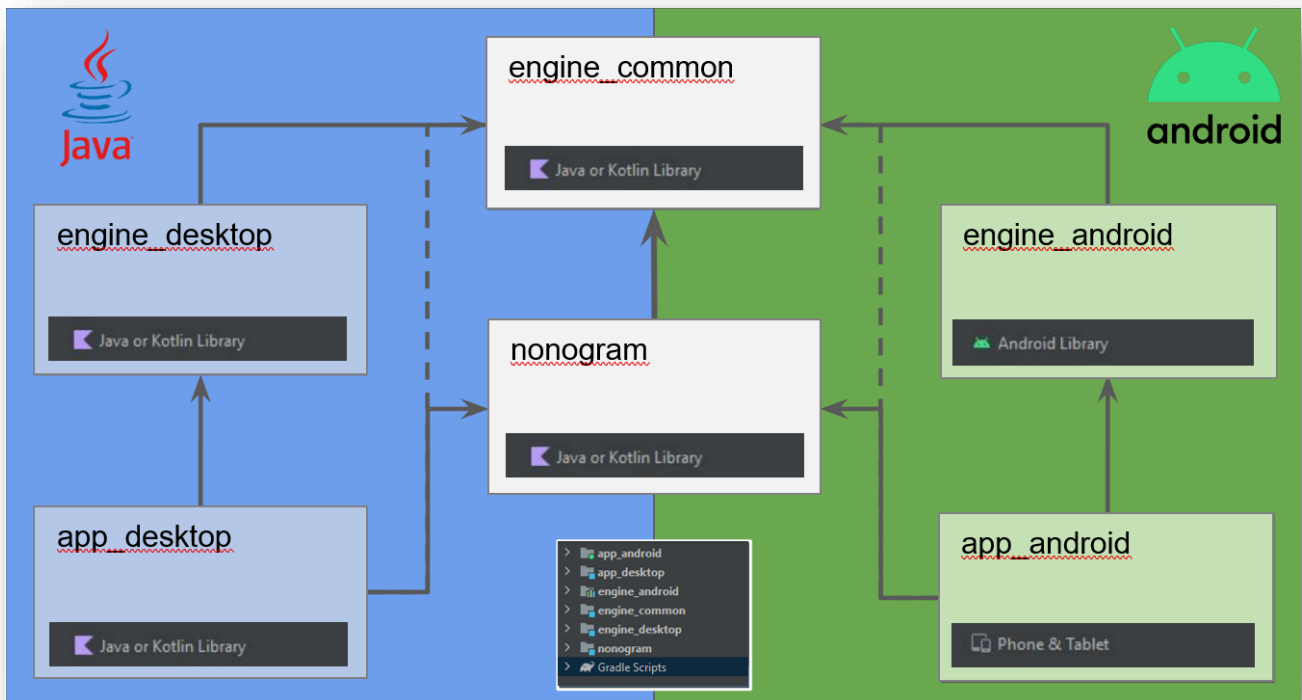 Java
engine_common
Java or Kotlin Library
android
engine_desktop
Java or Kotlin Library
nonogram
Java or Kotlin Library
engine_android
Android Library
app_desktop
Java or Kotlin Library
app_android
app_desktop
engine_android
engine_common
engine_desktop
nonogram
Gradle Scripts
app_android
Phone & Tablet